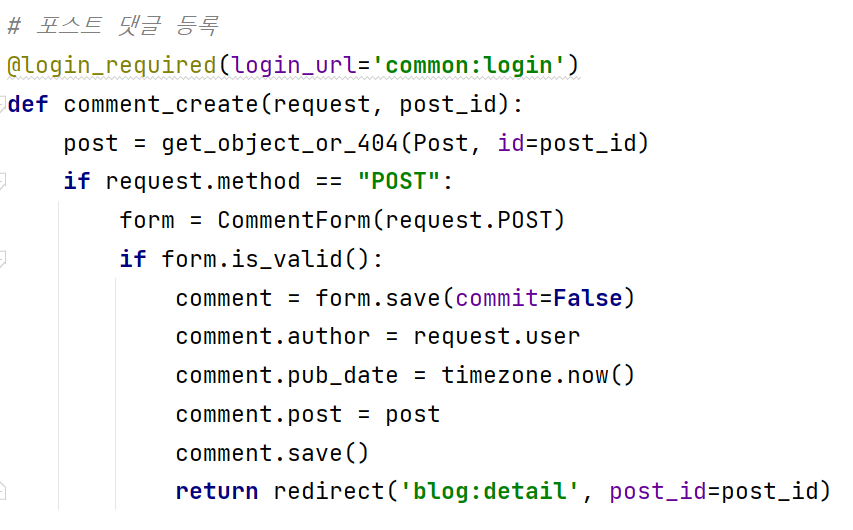 # 포스트 댓글 등록
@login_required(login_url='common:login')
def comment_create(request, post_id):
    post = get_object_or_404(Post, id=post_id)
    if request.method == "POST":
        form = CommentForm(request.POST)
        if form.is_valid():
            comment = form.save(commit=False)
            comment.author = request.user
            comment.pub_date = timezone.now()
            comment.post = post
            comment.save()
            return redirect('blog:detail', post_id=post_id)